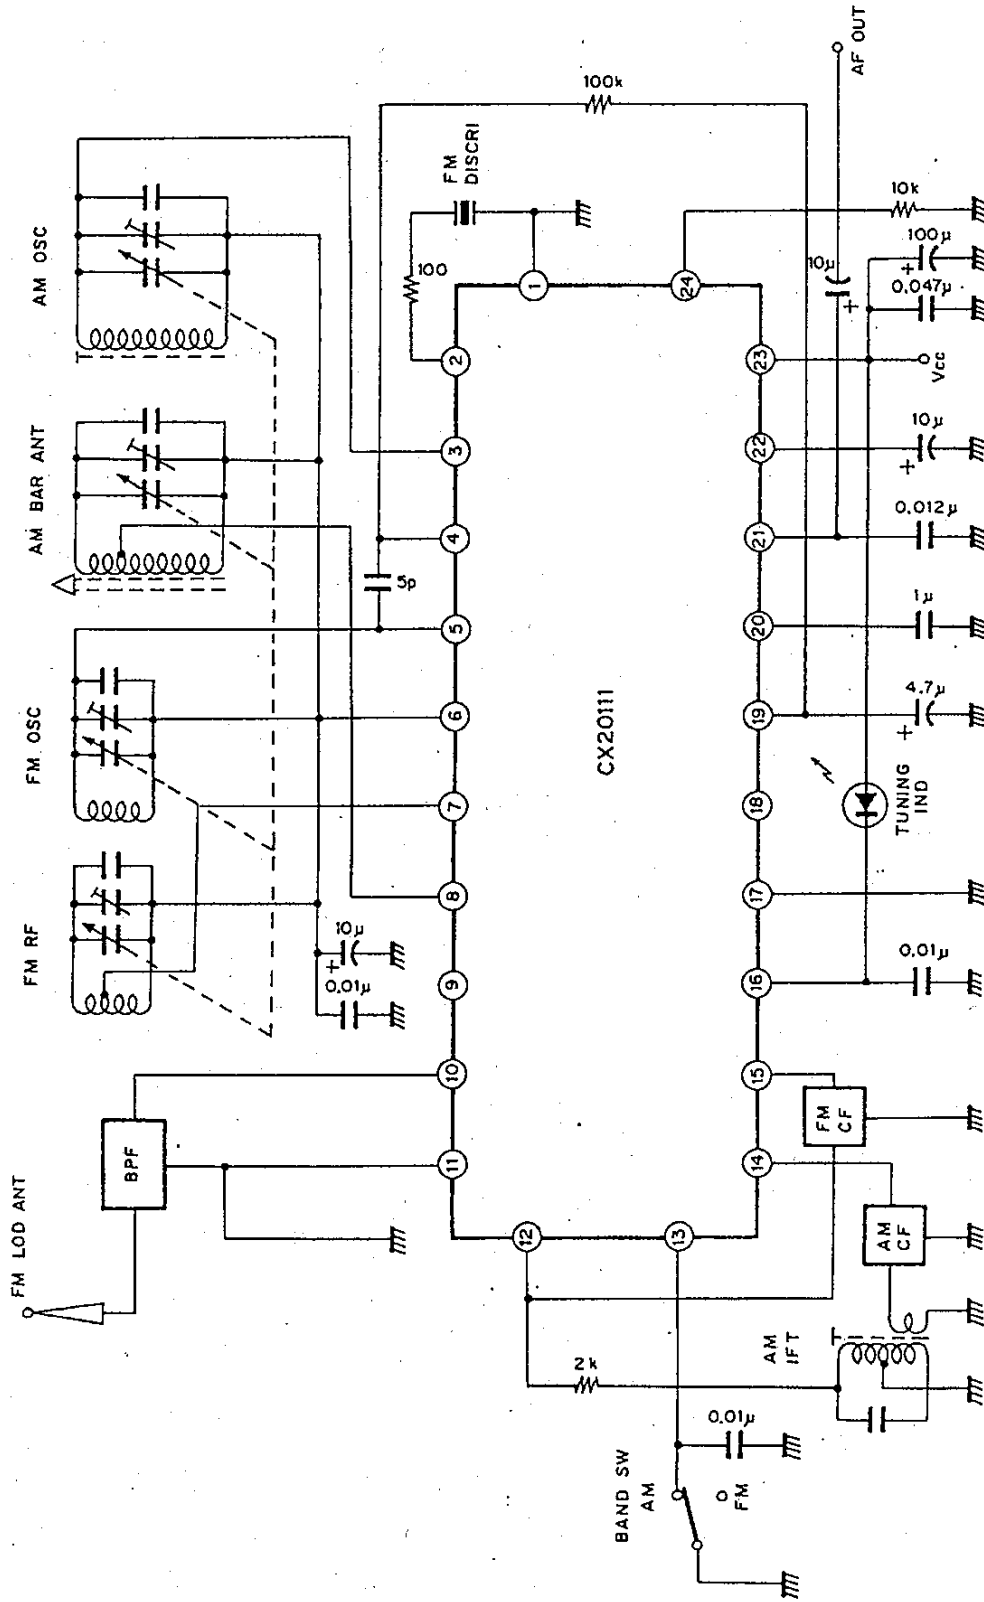 FM LOD ANT
BPF
FM RF
FM OSC
AM BAR ANT
AM OSC
0.01μ
+
10μ
5p
100
FM
DISCRI
100k
12
11
10
9
8
7
6
5
4
3
2
1
CX20111
13
14
15
16
17
18
19
20
21
22
23
24
BAND SW
AM
FM
0.01μ
2k
AM
IFT
AM
CF
FM
CF
0.01μ
TUNING
IND
+
4.7μ
1μ
0.012μ
+
10μ
Vcc
0.047μ
+
100μ
10k
10μ
+
AF OUT